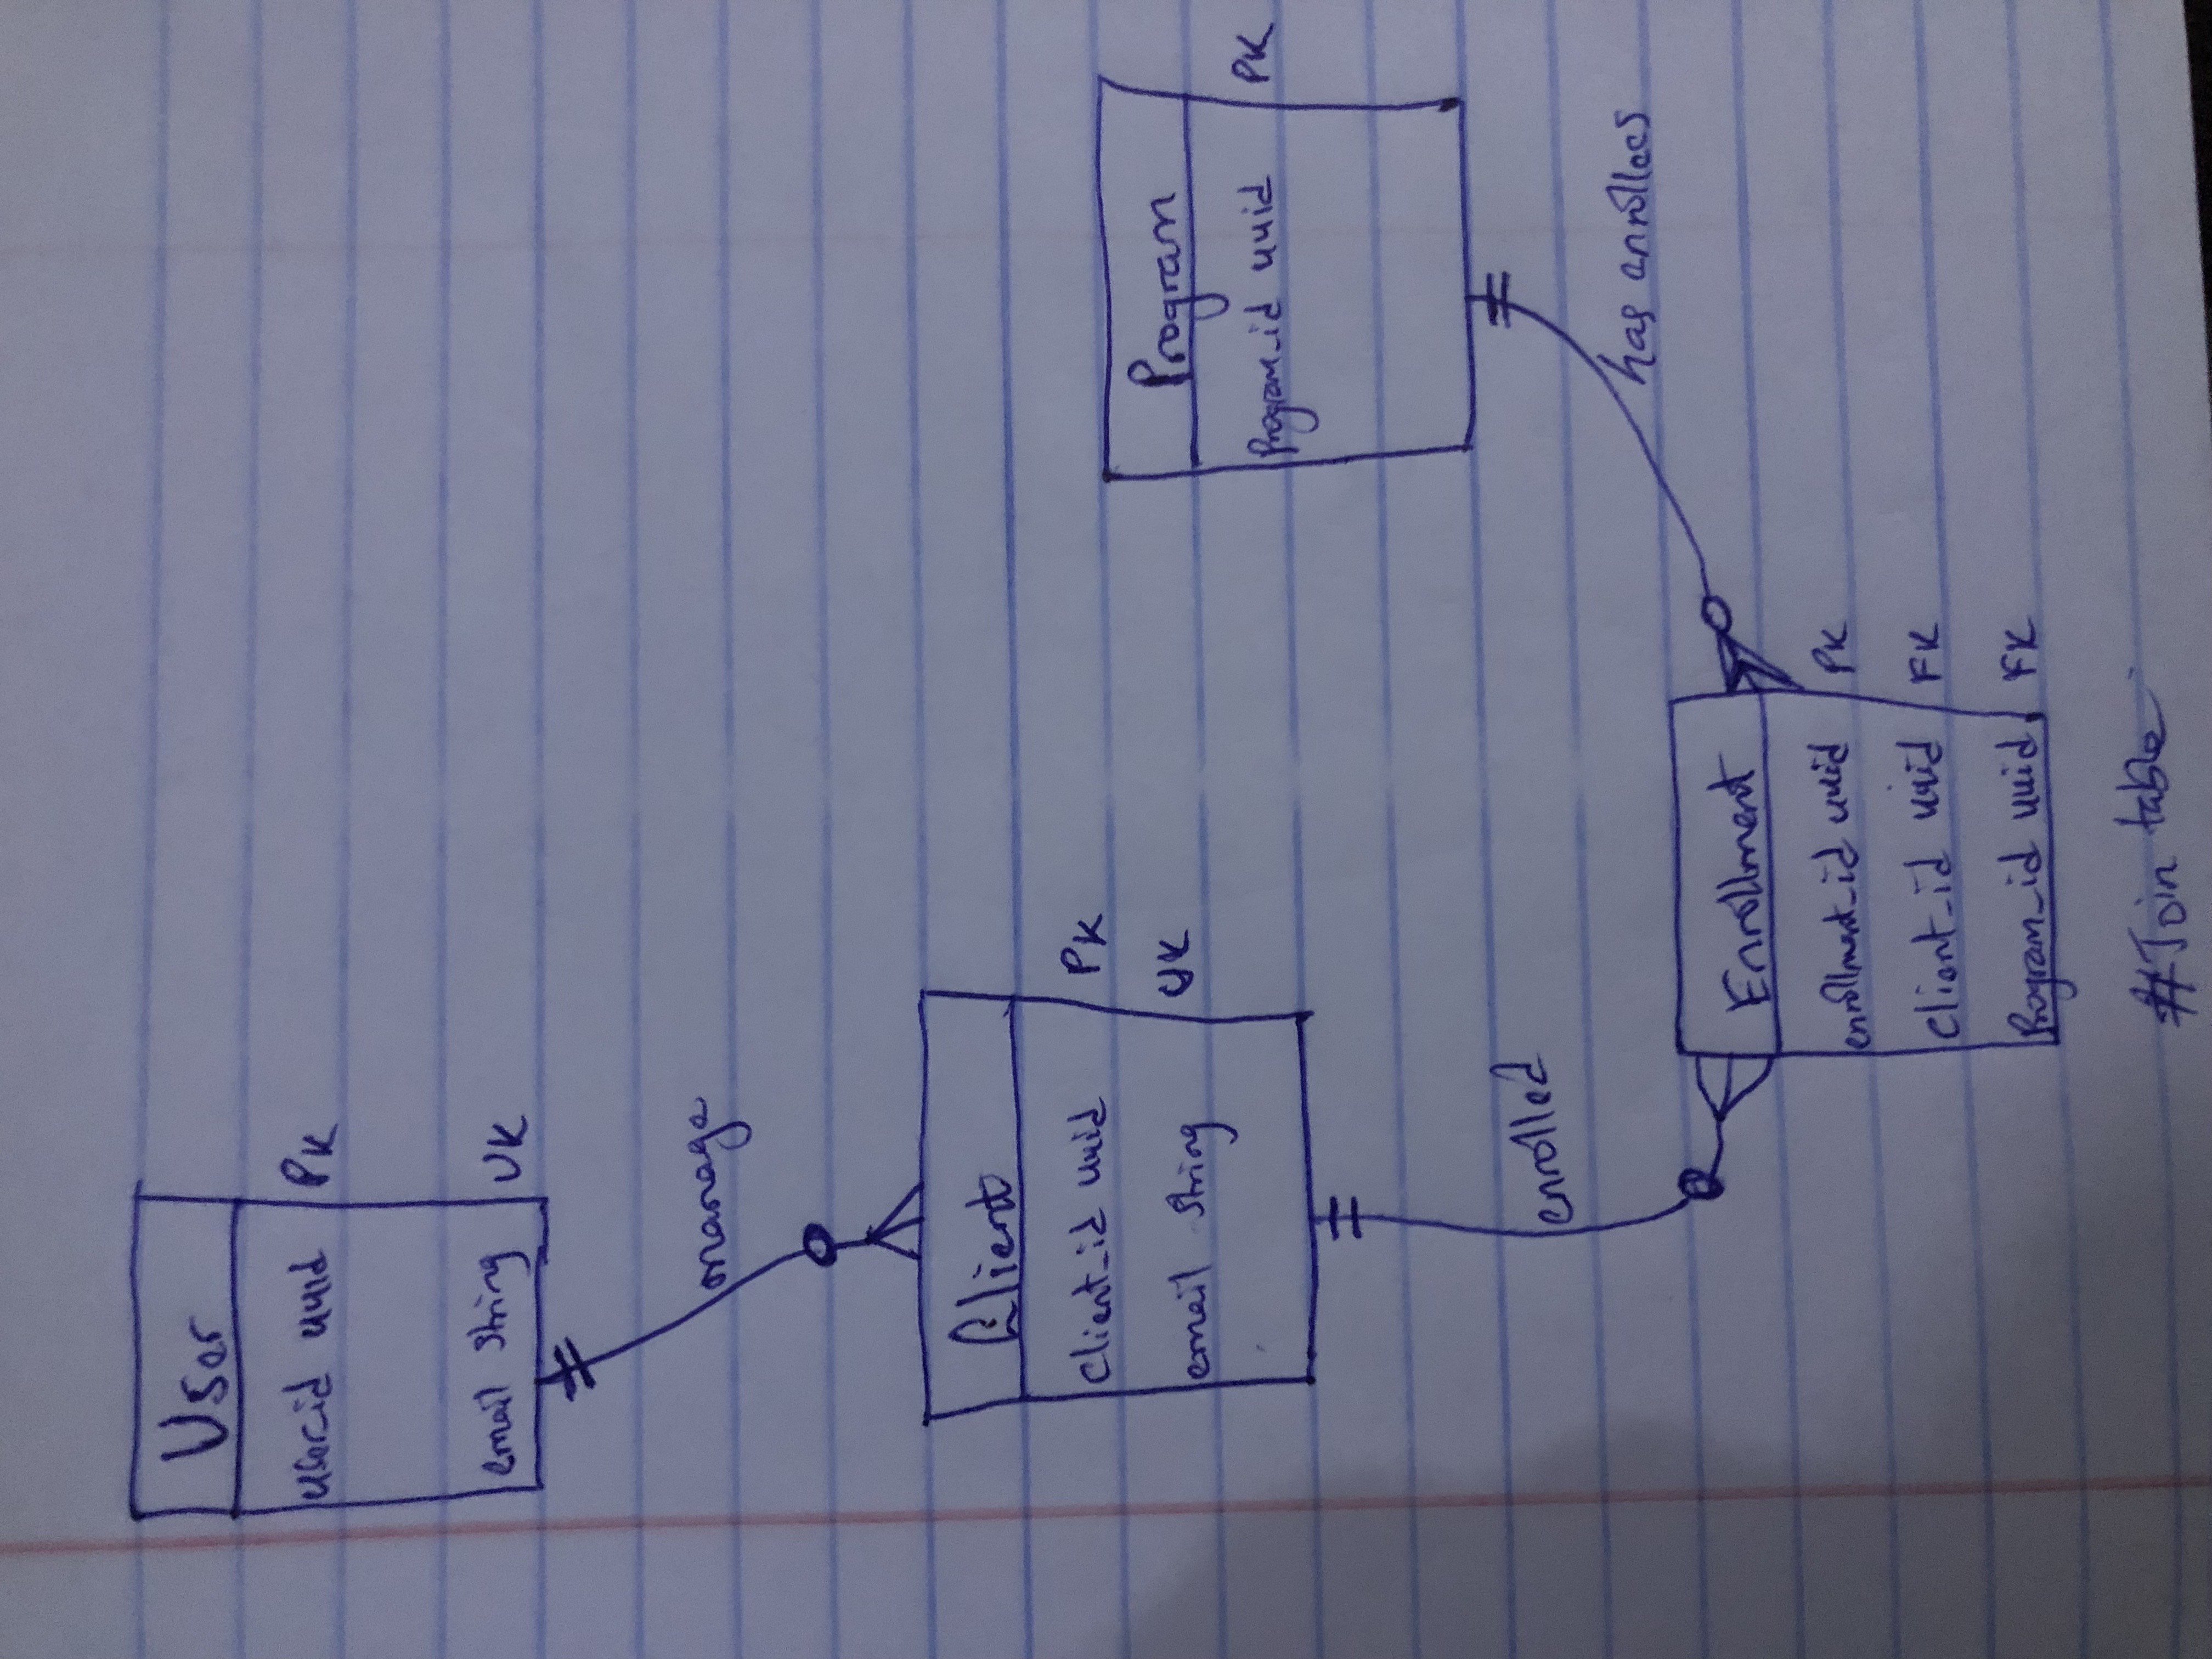 User
user_id uuid PK
email string UK
manage
Client
Client_id uuid PK
email string UK
Program
Program_id uuid PK
enrolled
has enrollees
Enrollment
enrollment_id uuid PK
Client_id uuid FK
Program_id uuid FK
#Join table